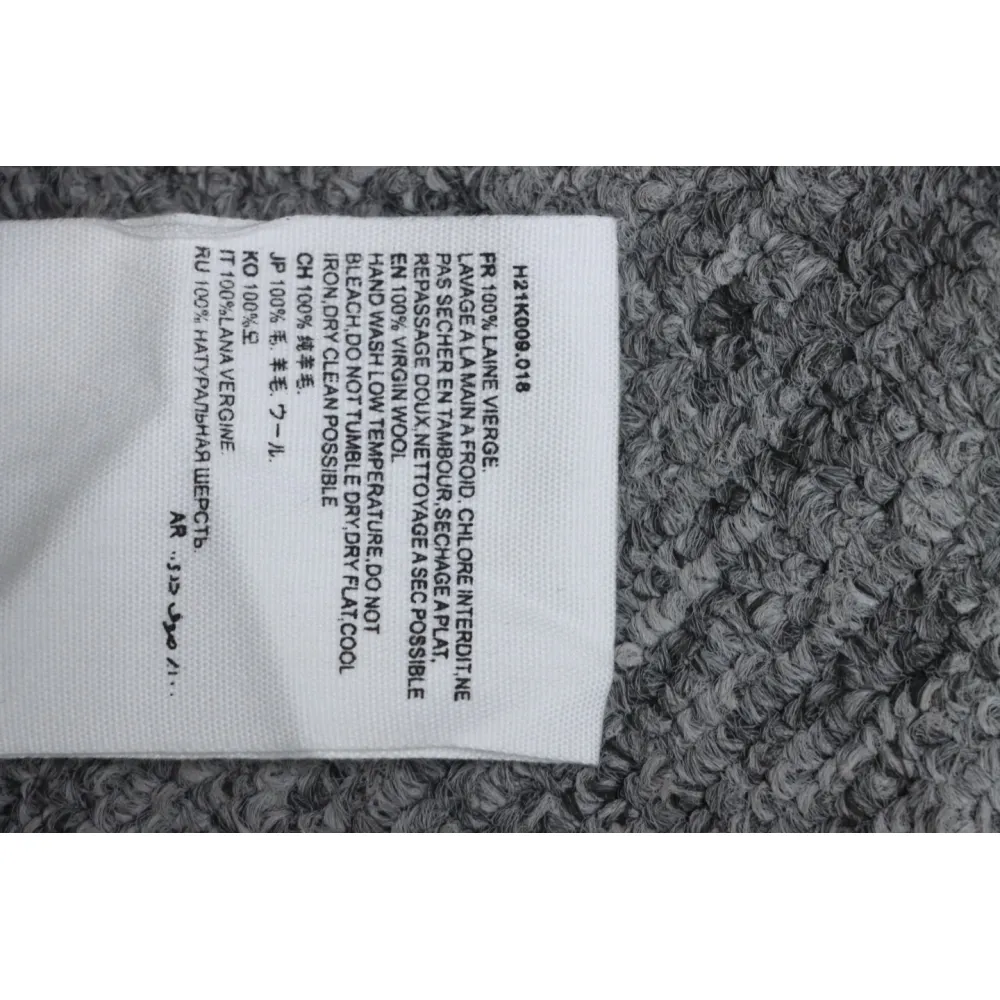 H21K009.018
FR 100% LAINE VIERGE.
LAVAGE A LA MAIN A FROID, CHLORE INTERDIT,NE
PAS SECHER EN TAMBOUR,SECHAGE A PLAT,
REPASSAGE DOUX,NETTOYAGE A SEC POSSIBLE
EN 100% VIRGIN WOOL
HAND WASH LOW TEMPERATURE,DO NOT
BLEACH,DO NOT TUMBLE DRY,DRY FLAT,COOL
IRON,DRY CLEAN POSSIBLE
CH 100% 纯羊毛.
JP 100% 毛. 羊毛. ウール.
KO 100%모
IT 100%LANA VERGINE
RU 100% НАТУРАЛЬНАЯ ШЕРСТЬ.
AR